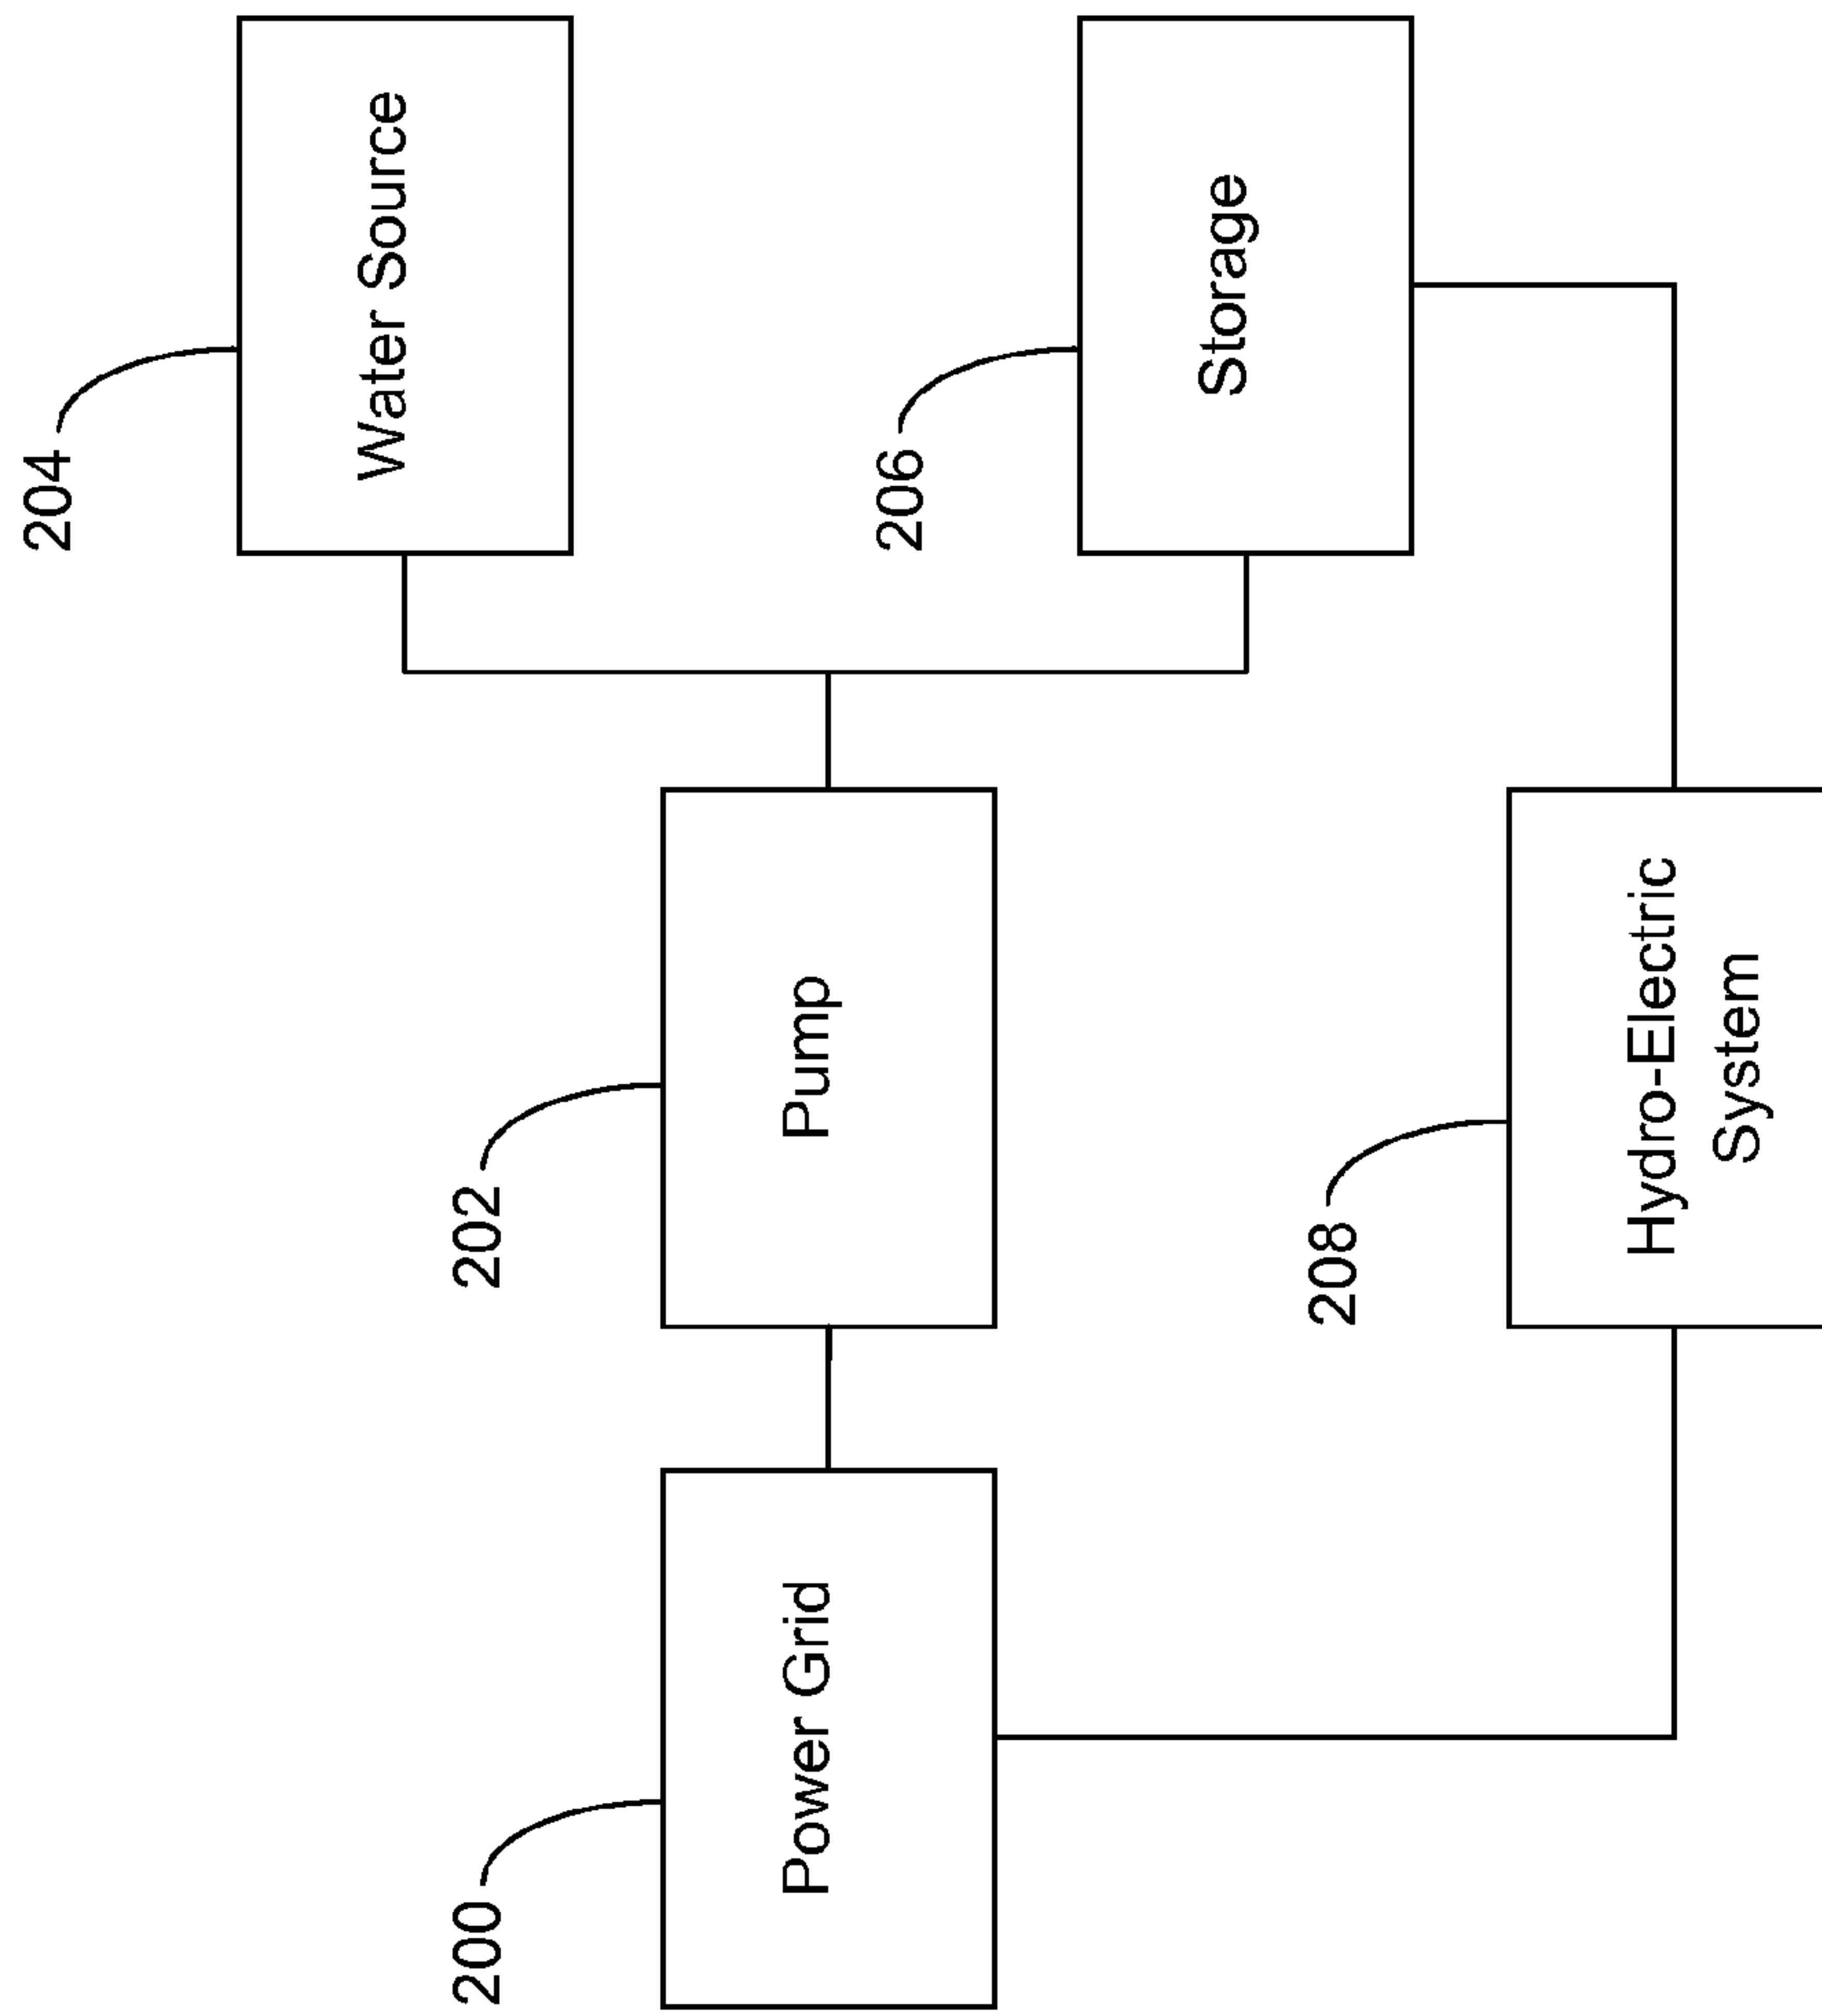 204
Water Source
202
Pump
200
Power Grid
206
Storage
208
Hydro-Electric
System